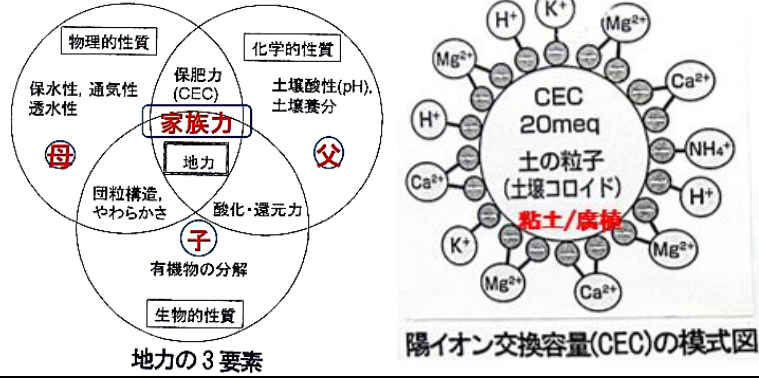 物理的性質
化学的性質
保水性, 通気性
透水性
保肥力
(CEC)
土壌酸性(pH),
土壌養分
家族力
母
父
地力
団粒構造,
やわらかさ
酸化・還元力
子
有機物の分解
生物的性質
地力の3要素
H⁺
K⁺
Mg²⁺
Mg²⁺
Ca²⁺
H⁺
NH₄⁺
Ca²⁺
H⁺
K⁺
Mg²⁺
Mg²⁺
Ca²⁺
CEC
20meq
土の粒子
(土壌コロイド)
粘土/腐植
陽イオン交換容量(CEC)の模式図